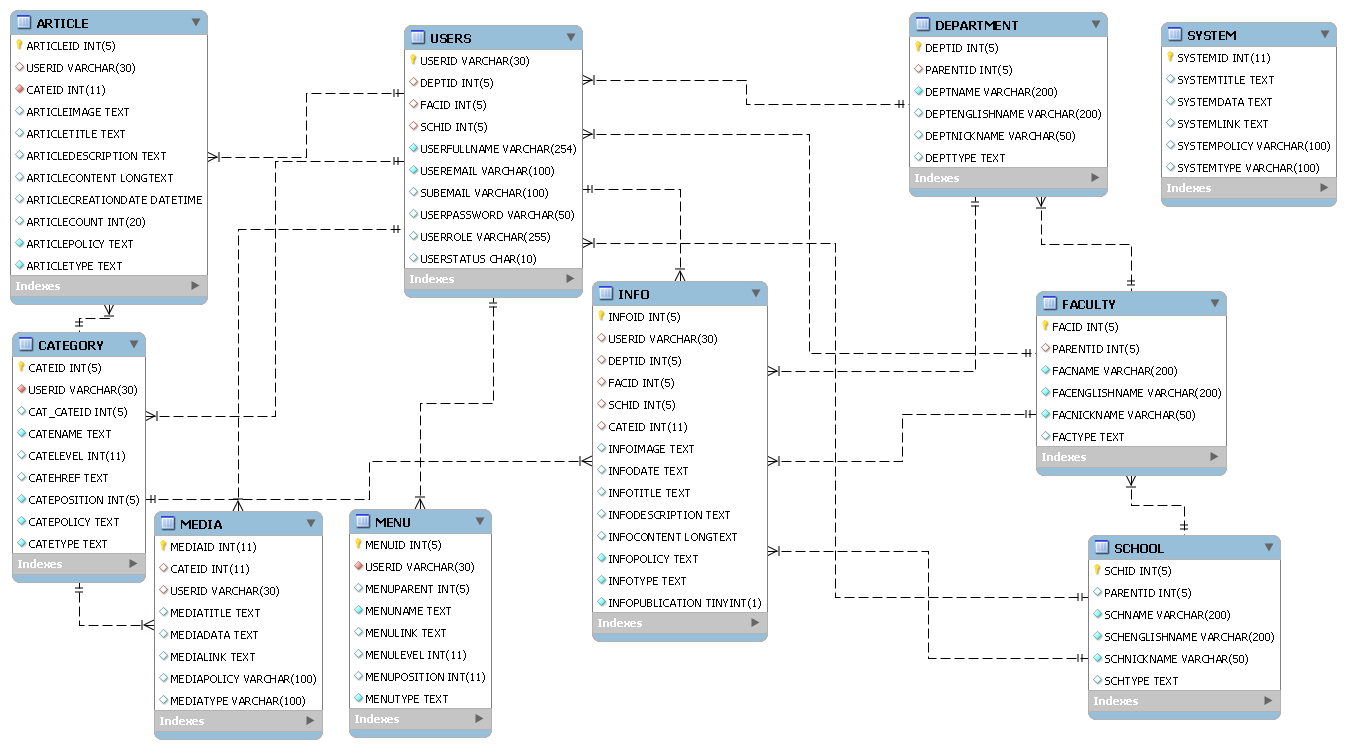 ARTICLE
ARTICLEID INT(5)
USERID VARCHAR(30)
CATEID INT(11)
ARTICLEIMAGE TEXT
ARTICLETITLE TEXT
ARTICLEDESCRIPTION TEXT
ARTICLECONTENT LONGTEXT
ARTICLECREATIONDATE DATETIME
ARTICLECOUNT INT(20)
ARTICLEPOLICY TEXT
ARTICLETYPE TEXT
Indexes
USERS
USERID VARCHAR(30)
DEPTID INT(5)
FACID INT(5)
SCHID INT(5)
USERFULLNAME VARCHAR(254)
USEREMAIL VARCHAR(100)
SUBEMAIL VARCHAR(100)
USERPASSWORD VARCHAR(50)
USERROLE VARCHAR(255)
USERSTATUS CHAR(10)
Indexes
DEPARTMENT
DEPTID INT(5)
PARENTID INT(5)
DEPTNAME VARCHAR(200)
DEPTENGLISHNAME VARCHAR(200)
DEPTNICKNAME VARCHAR(50)
DEPTTYPE TEXT
Indexes
SYSTEM
SYSTEMID INT(11)
SYSTEMTITLE TEXT
SYSTEMDATA TEXT
SYSTEMLINK TEXT
SYSTEMPOLICY VARCHAR(100)
SYSTEMTYPE VARCHAR(100)
Indexes
CATEGORY
CATEID INT(5)
USERID VARCHAR(30)
CAT_CATEID INT(5)
CATENAME TEXT
CATELEVEL INT(11)
CATEHREF TEXT
CATEPOSITION INT(5)
CATEPOLICY TEXT
CATETYPE TEXT
Indexes
INFO
INFOID INT(5)
USERID VARCHAR(30)
DEPTID INT(5)
FACID INT(5)
SCHID INT(5)
CATEID INT(11)
INFOIMAGE TEXT
INFODATE TEXT
INFOTITLE TEXT
INFODESCRIPTION TEXT
INFOCONTENT LONGTEXT
INFOPOLICY TEXT
INFOTYPE TEXT
INFOPUBLICATION TINYINT(1)
Indexes
FACULTY
FACID INT(5)
PARENTID INT(5)
FACNAME VARCHAR(200)
FACENGLISHNAME VARCHAR(200)
FACNICKNAME VARCHAR(50)
FACTYPE TEXT
Indexes
MEDIA
MEDIAID INT(11)
CATEID INT(11)
USERID VARCHAR(30)
MEDIATITLE TEXT
MEDIADATA TEXT
MEDIALINK TEXT
MEDIAPOLICY VARCHAR(100)
MEDIATYPE VARCHAR(100)
Indexes
MENU
MENUID INT(5)
USERID VARCHAR(30)
MENUPARENT INT(5)
MENUNAME TEXT
MENULINK TEXT
MENULEVEL INT(11)
MENUPOSITION INT(11)
MENUTYPE TEXT
Indexes
SCHOOL
SCHID INT(5)
PARENTID INT(5)
SCHNAME VARCHAR(200)
SCHENGLISHNAME VARCHAR(200)
SCHNICKNAME VARCHAR(50)
SCHTYPE TEXT
Indexes